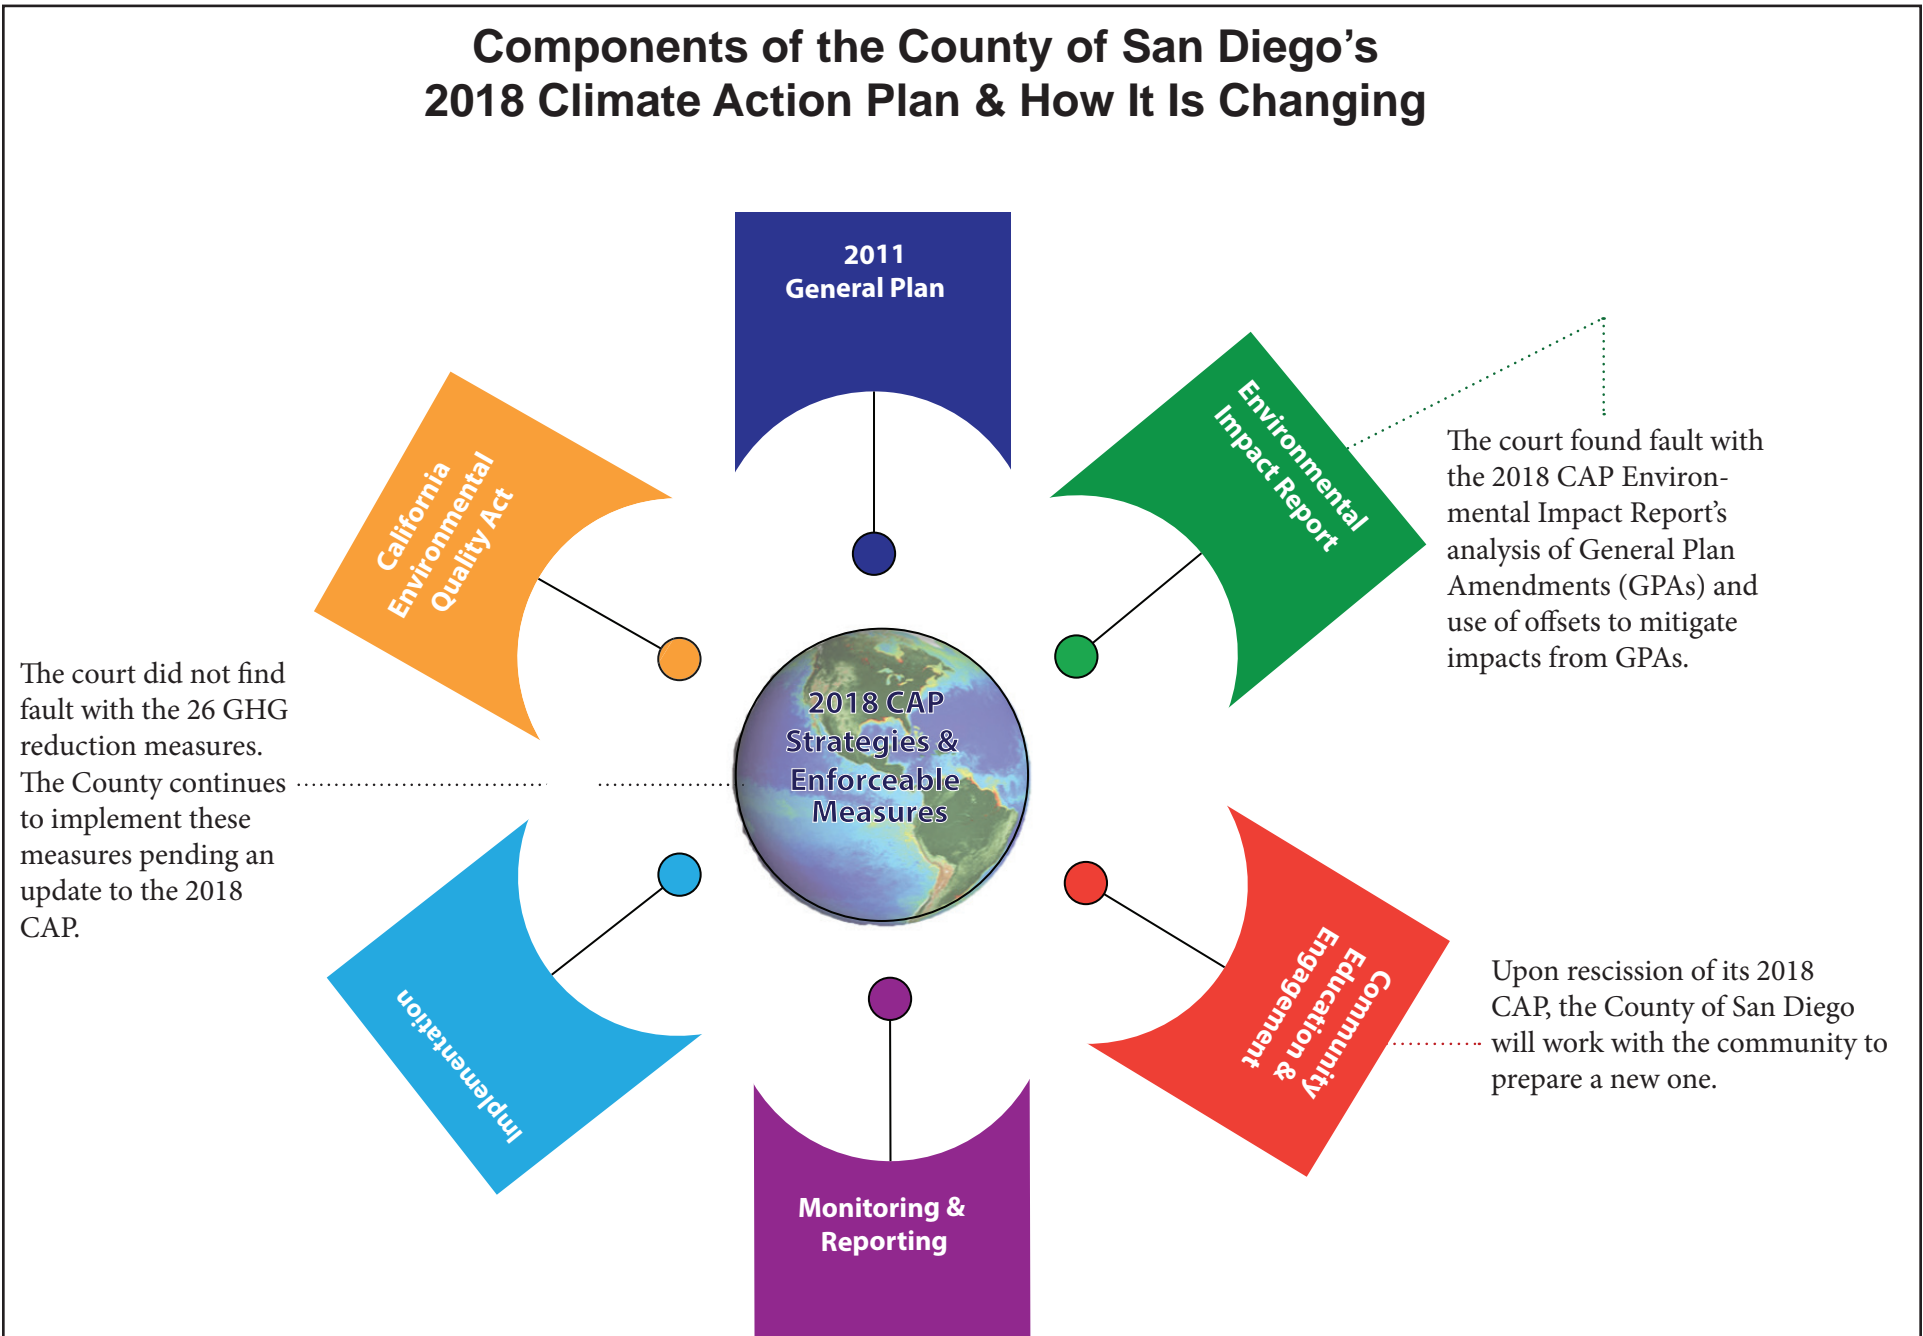 Components of the County of San Diego’s
2018 Climate Action Plan & How It Is Changing
2011
General Plan
Environmental
Impact Report
The court found fault with
the 2018 CAP Environ-
mental Impact Report’s
analysis of General Plan
Amendments (GPAs) and
use of offsets to mitigate
impacts from GPAs.
California
Environmental
Quality Act
The court did not find
fault with the 26 GHG
reduction measures.
The County continues
to implement these
measures pending an
update to the 2018
CAP.
2018 CAP
Strategies &
Enforceable
Measures
Implementation
Community
Education &
Engagement
Upon rescission of its 2018
CAP, the County of San Diego
will work with the community to
prepare a new one.
Monitoring &
Reporting